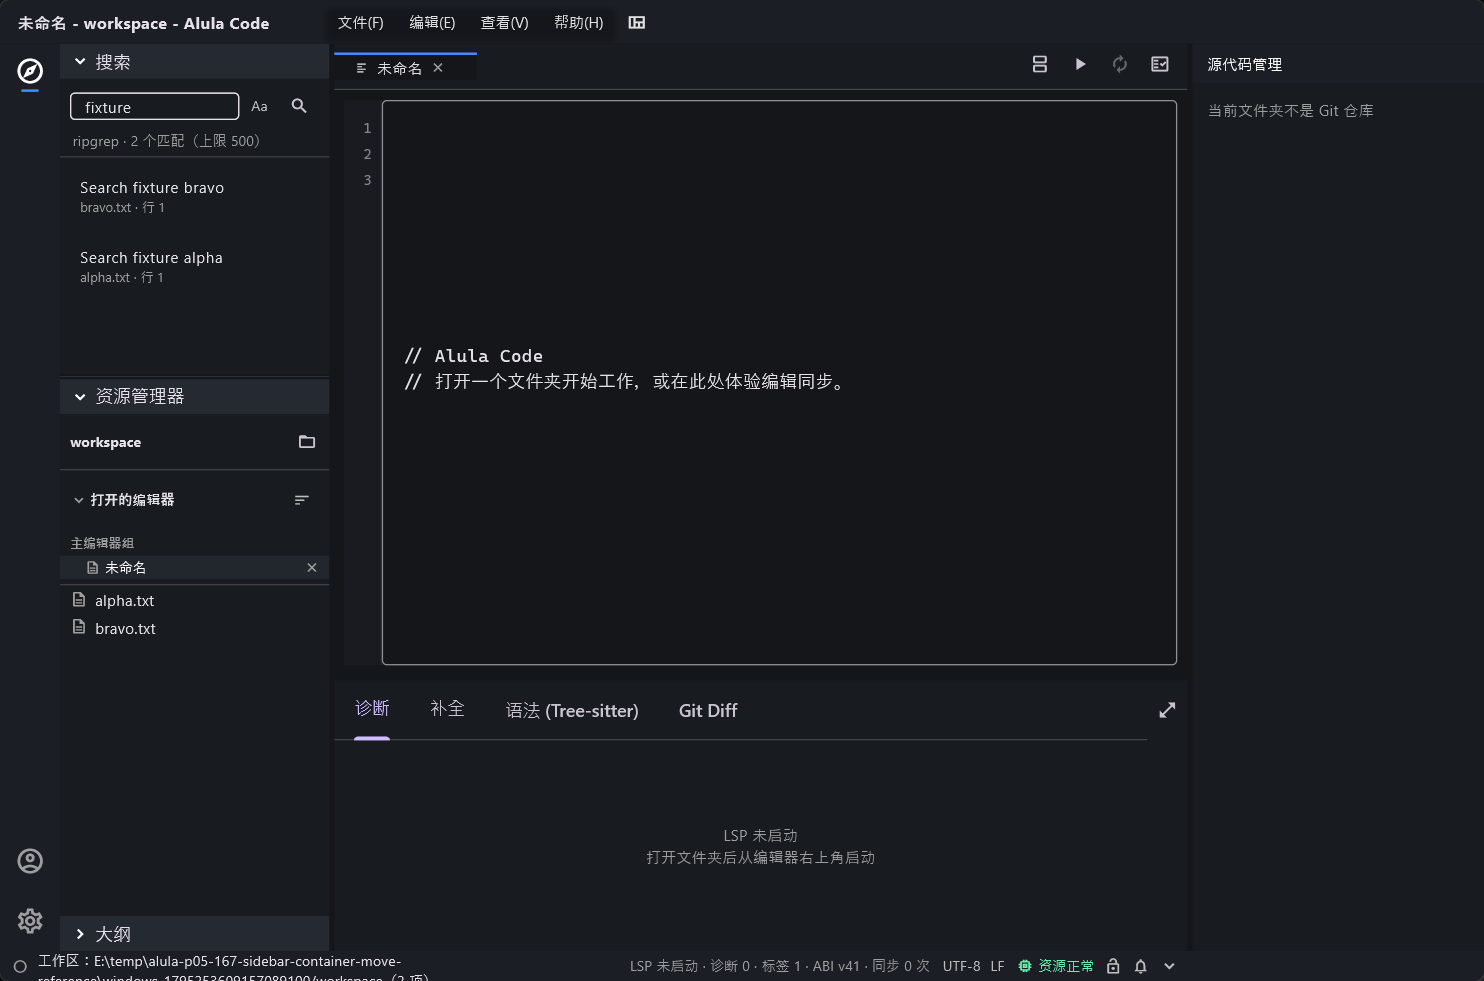 未命名 - workspace - Alula Code
文件(F) 编辑(E) 查看(V) 帮助(H)
搜索
fixture
Aa
ripgrep · 2 个匹配（上限 500）
Search fixture bravo
bravo.txt · 行 1
Search fixture alpha
alpha.txt · 行 1
资源管理器
workspace
打开的编辑器
主编辑器组
未命名
alpha.txt
bravo.txt
大纲
未命名
1
2
3
// Alula Code
// 打开一个文件夹开始工作，或在此处体验编辑同步。
诊断 补全 语法 (Tree-sitter) Git Diff
LSP 未启动
打开文件夹后从编辑器右上角启动
源代码管理
当前文件夹不是 Git 仓库
工作区：E:\temp\alula-p05-167-sidebar-container-move-
reference\windows-1795253609157089100/workspace（2 项）
LSP 未启动 · 诊断 0 · 标签 1 · ABI v41 · 同步 0 次 UTF-8 LF 资源正常